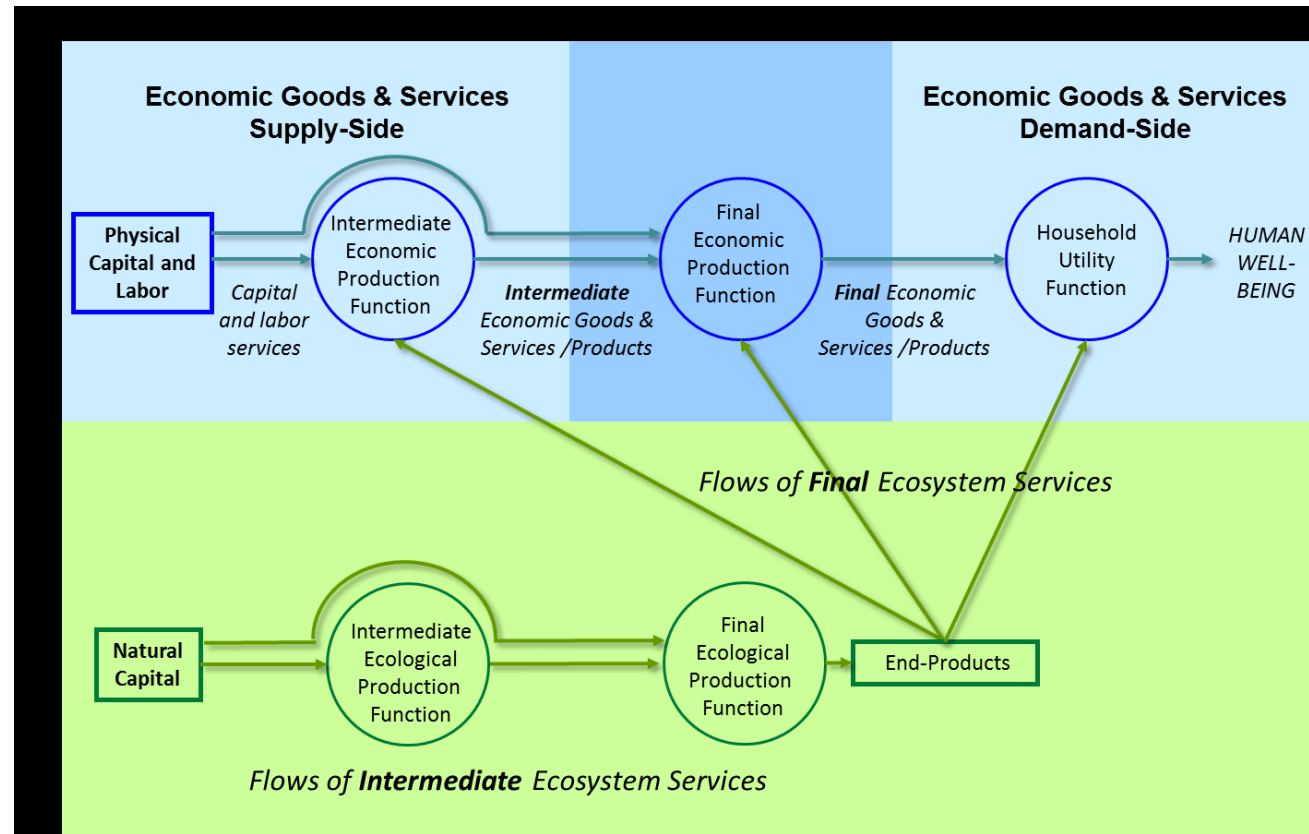 Economic Goods & Services
Supply-Side
Economic Goods & Services
Demand-Side
Physical
Capital and
Labor
Capital
and labor
services
Intermediate
Economic
Production
Function
Intermediate
Economic Goods &
Services /Products
Final
Economic
Production
Function
Final Economic
Goods &
Services /Products
Household
Utility
Function
HUMAN
WELL-
BEING
Flows of Final Ecosystem Services
Natural
Capital
Intermediate
Ecological
Production
Function
Final
Ecological
Production
Function
End-Products
Flows of Intermediate Ecosystem Services